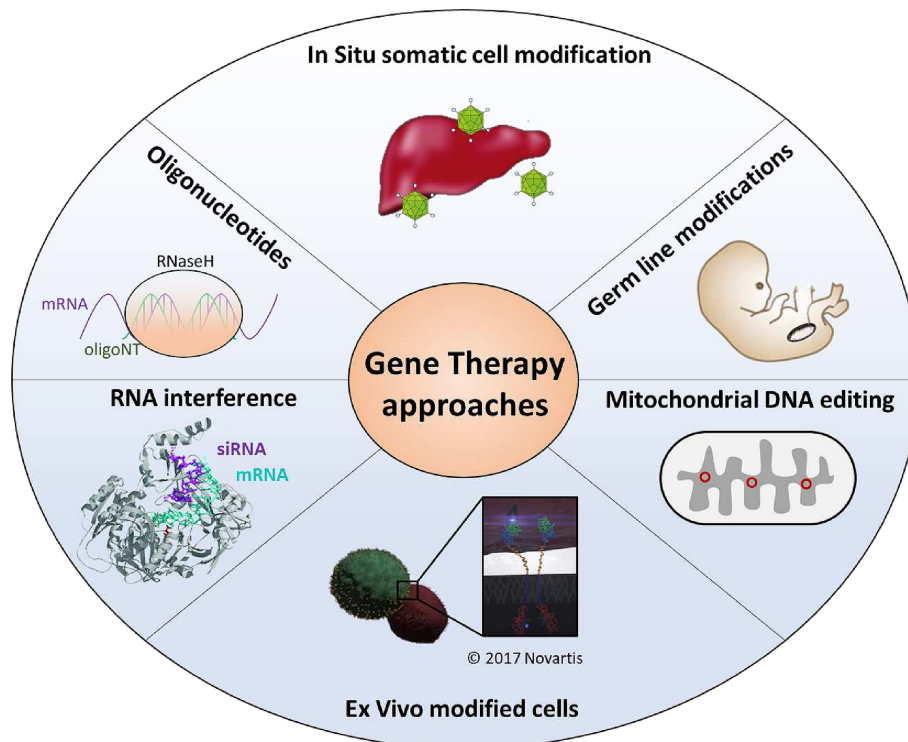 In Situ somatic cell modification
Oligonucleotides
RNaseH
mRNA
oligoNT
Germ line modifications
Gene Therapy
approaches
RNA interference
siRNA
mRNA
Mitochondrial DNA editing
© 2017 Novartis
Ex Vivo modified cells